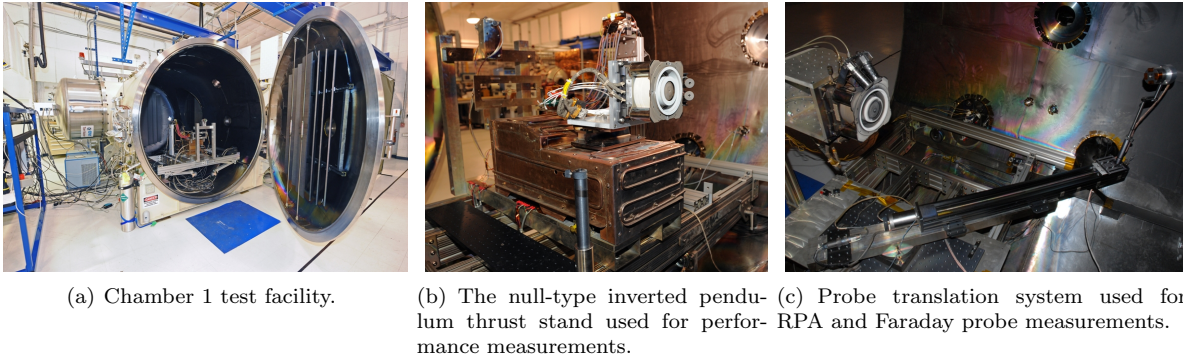 (a) Chamber 1 test facility.
(b) The null-type inverted pendu-
lum thrust stand used for perfor-
mance measurements.
(c) Probe translation system used for
RPA and Faraday probe measurements.